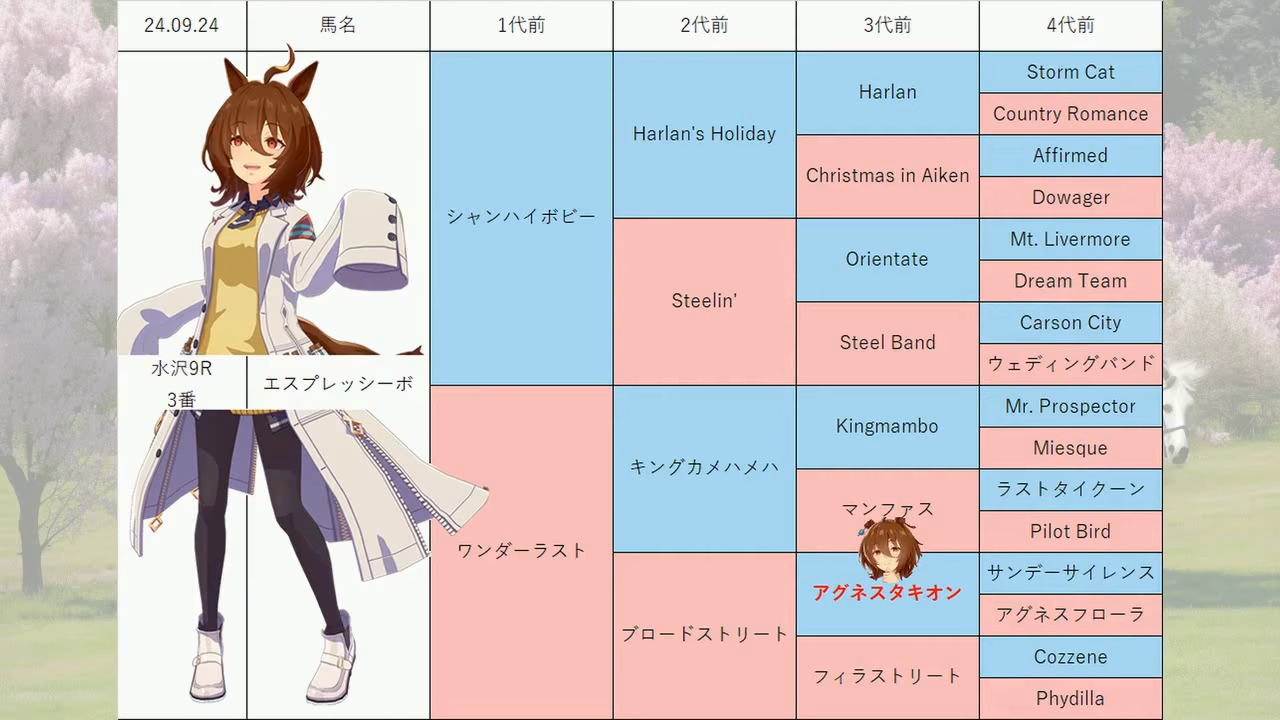 24.09.24
馬名
1代前
2代前
3代前
4代前
水沢9R
3番
エスプレッシーボ
シャンハイボビー
ワンダーラスト
Harlan's Holiday
Steelin'
キングカメハメハ
ブロードストリート
Harlan
Christmas in Aiken
Orientate
Steel Band
Kingmambo
マンファス
アグネスタキオン
フィラストリート
Storm Cat
Country Romance
Affirmed
Dowager
Mt. Livermore
Dream Team
Carson City
ウェディングバンド
Mr. Prospector
Miesque
ラストタイクーン
Pilot Bird
サンデーサイレンス
アグネスフローラ
Cozzene
Phydilla